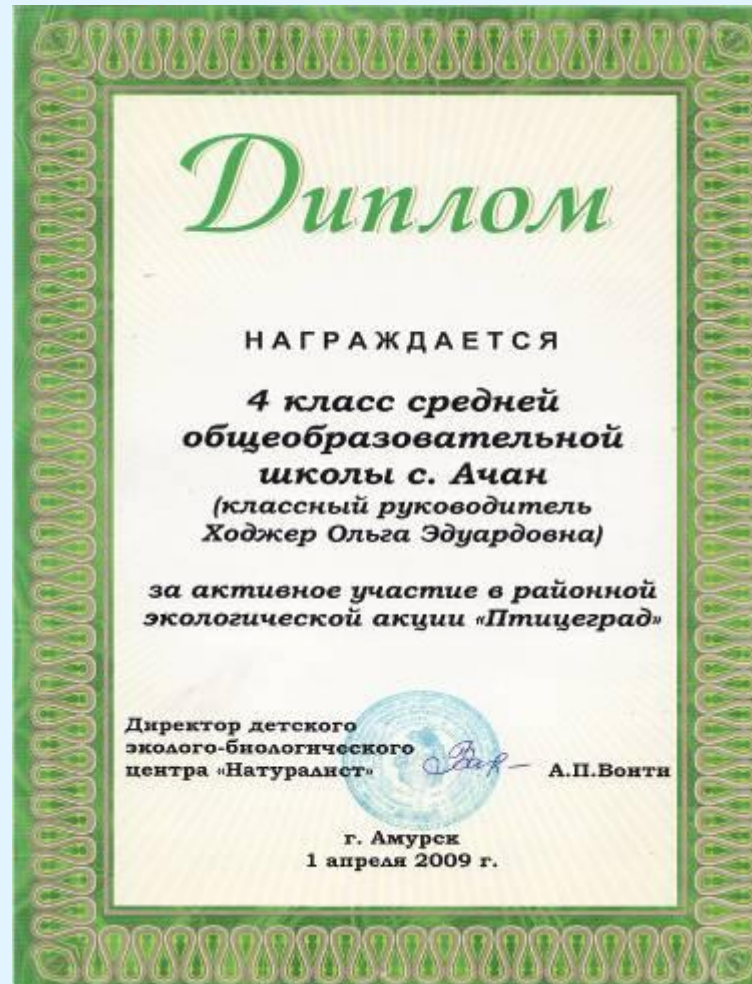 Диплом
НАГРАЖДАЕТСЯ
4 класс средней
общеобразовательной
школы с. Ачан
(классный руководитель
Ходжер Ольга Эдуардовна)
за активное участие в районной
экологической акции «Птицеград»
Директор детского
эколого-биологического
центра «Натуралист»
А.П.Вонти
г. Амурск
1 апреля 2009 г.